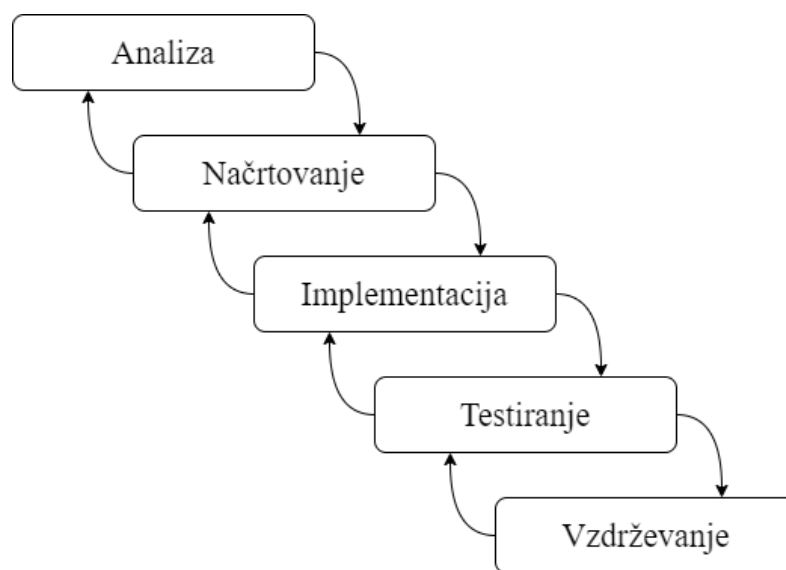 Analiza
Načrtovanje
Implementacija
Testiranje
Vzdrževanje